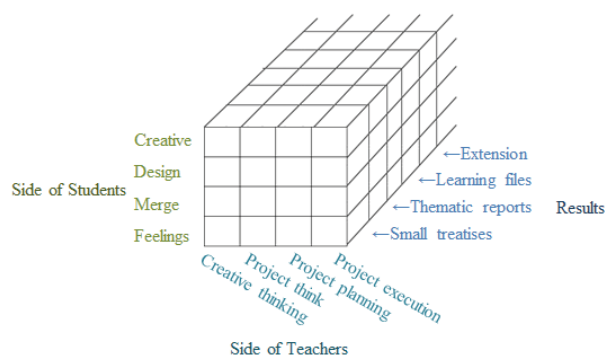 Creative
Design
Side of Students
Merge
Feelings
←Extension
←Learning files
←Thematic reports
Results
←Small treatises
Creative thinking
Project think
Project planning
Project execution
Side of Teachers